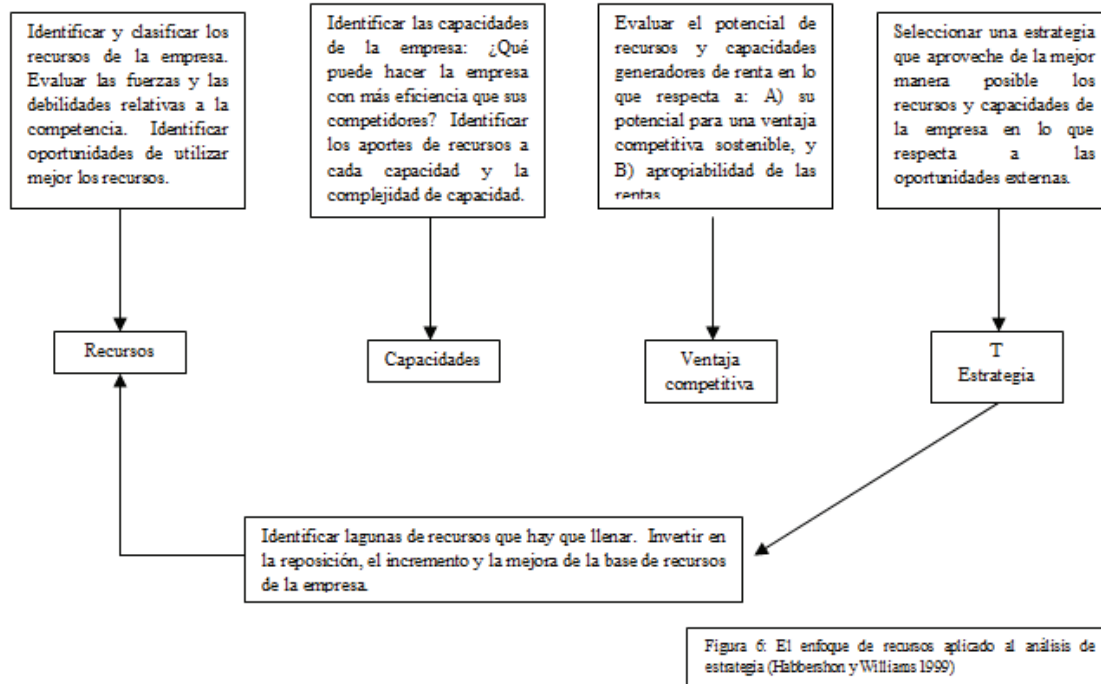 Identificar y clasificar los
recursos de la empresa.
Evaluar las fuerzas y las
debilidades relativas a la
competencia. Identificar
oportunidades de utilizar
mejor los recursos.
Identificar las capacidades
de la empresa: ¿Qué
puede hacer la empresa
con más eficiencia que sus
competidores? Identificar
los aportes de recursos a
cada capacidad y la
complejidad de capacidad.
Evaluar el potencial de
recursos y capacidades
generadores de renta en lo
que respecta a: A) su
potencial para una ventaja
competitiva sostenible, y
B) apropiabilidad de las
rentas
Seleccionar una estrategia
que aproveche de la mejor
manera posible los
recursos y capacidades de
la empresa en lo que
respecta a las
oportunidades externas.
Recursos
Capacidades
Ventaja
competitiva
T
Estrategia
Identificar lagunas de recursos que hay que llenar. Invertir en
la reposición, el incremento y la mejora de la base de recursos
de la empresa.
Figura 6: El enfoque de recursos aplicado al análisis de
estrategia (Habbershon y Williams 1999)